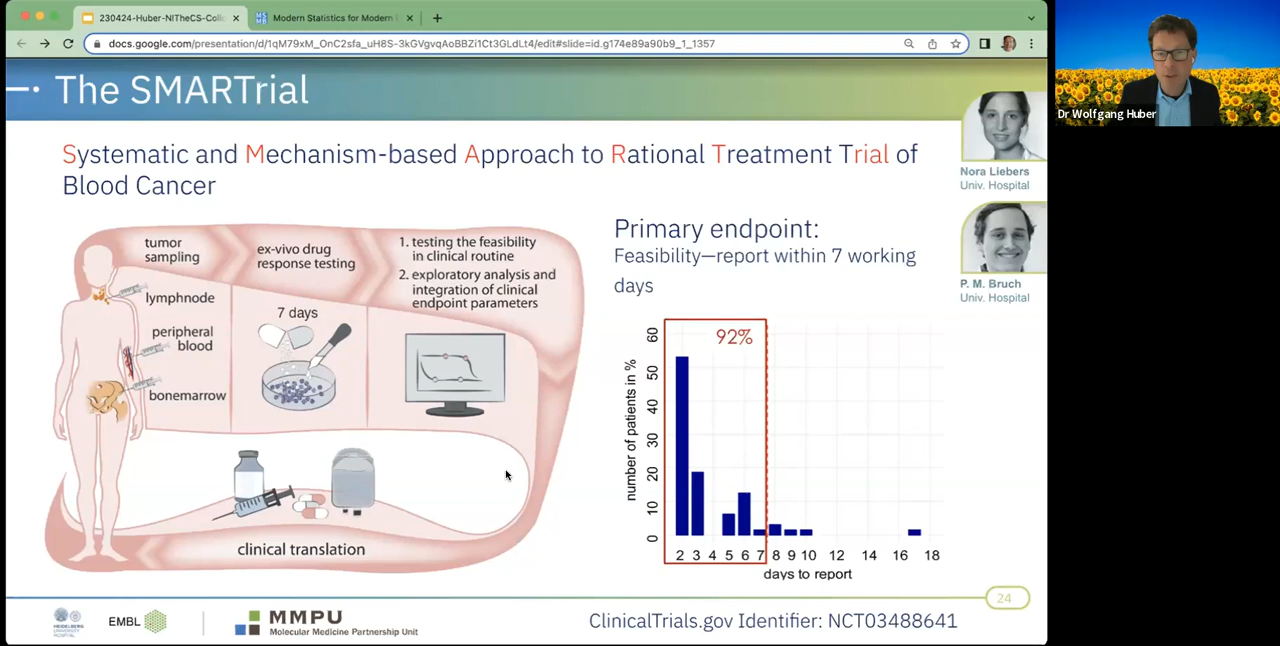 230424-Huber-NITheCS-Coll
Modern Statistics for Modern
docs.google.com/presentation/d/1qM79xM_OnC2sfa_uH8S-3kGVgvqAoBBZi1Ct3GLdLt4/edit#slide=id.g174e89a90b9_1_1357
The SMARTrial
Systematic and Mechanism-based Approach to Rational Treatment Trial of
Blood Cancer
tumor
sampling
ex-vivo drug
response testing
1. testing the feasibility
in clinical routine
2. exploratory analysis and
integration of clinical
endpoint parameters
lymphnode
peripheral
blood
bonemarrow
7 days
clinical translation
Primary endpoint:
Feasibility—report within 7 working
days
92%
number of patients in %
60
50
40
30
20
10
0
2 3 4 5 6 7 8 9 10 12 14 16 18
days to report
Nora Liebers
Univ. Hospital
P. M. Bruch
Univ. Hospital
Dr Wolfgang Huber
24
HEIDELBERG
UNIVERSITY
HOSPITAL
EMBL
MMPU
Molecular Medicine Partnership Unit
ClinicalTrials.gov Identifier: NCT03488641